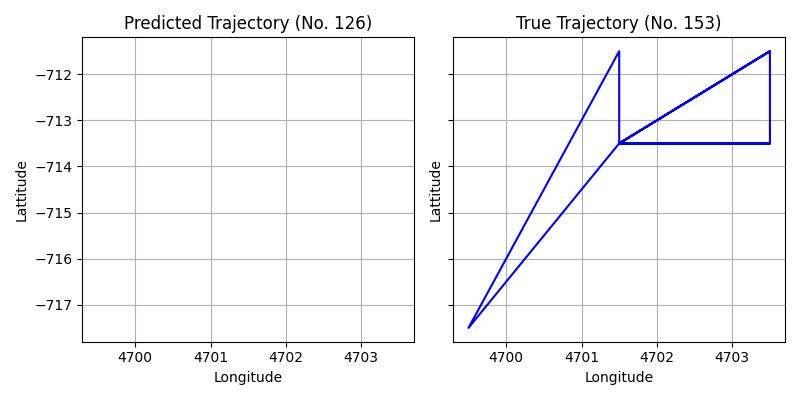 Predicted Trajectory (No. 126)
Lattitude
−712
−713
−714
−715
−716
−717
4700 4701 4702 4703
Longitude
True Trajectory (No. 153)
Lattitude
4700 4701 4702 4703
Longitude